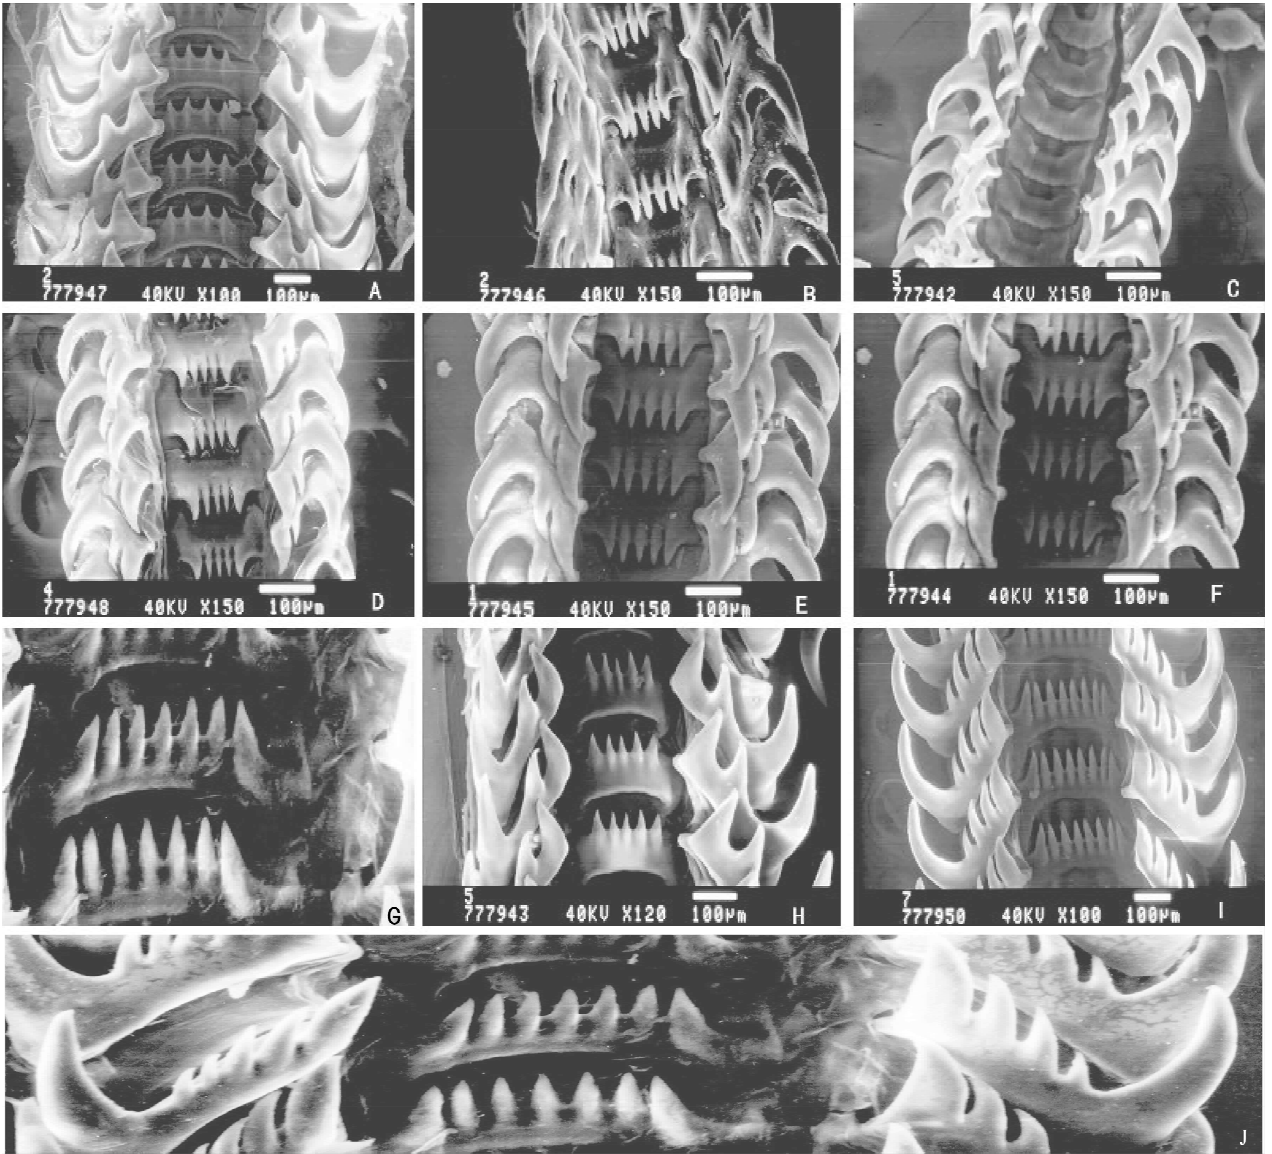 2
777947 40KV X100 100μm A
2
777946 40KV X150 100μm B
5
777942 40KV X150 100μm C
4
777948 40KV X150 100μm D
1
777945 40KV X150 100μm E
1
777944 40KV X150 100μm F
G
5
777943 40KV X120 100μm H
7
777950 40KV X100 100μm I
J